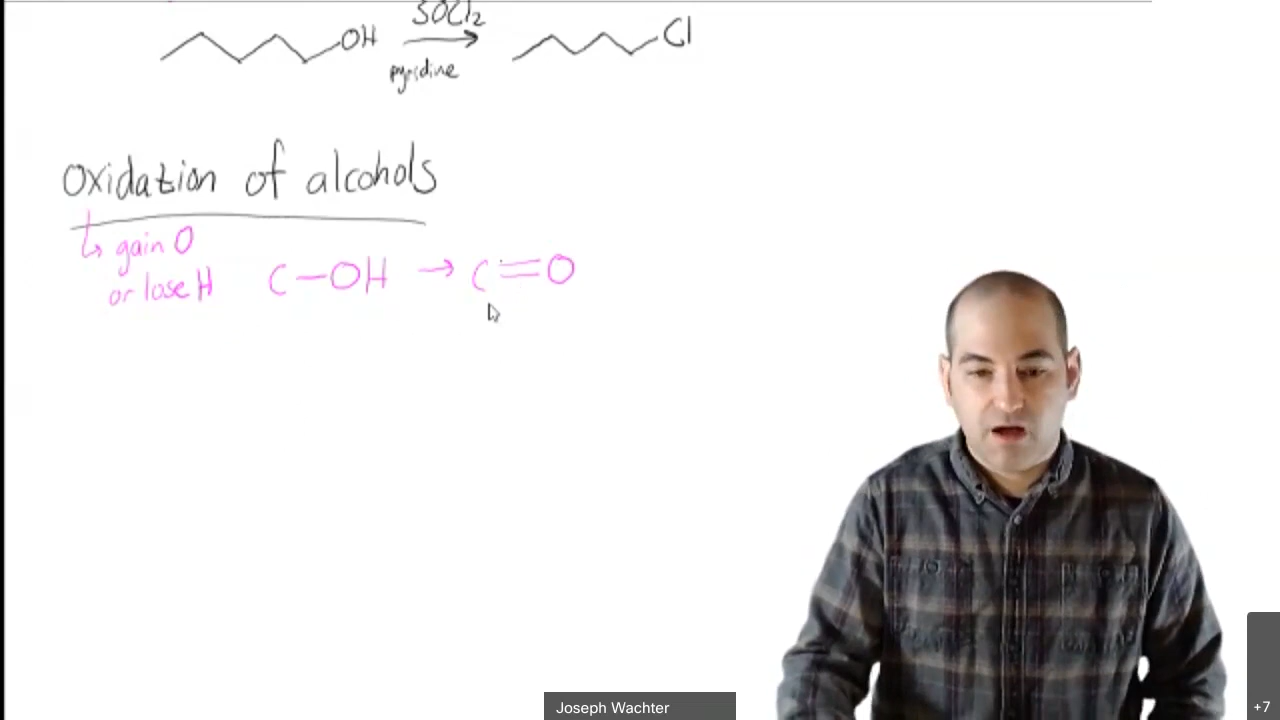 SOCl2
OH
Cl
pyridine
Oxidation of alcohols
↳ gain O
or lose H
C-OH → C=O
Joseph Wachter
+7